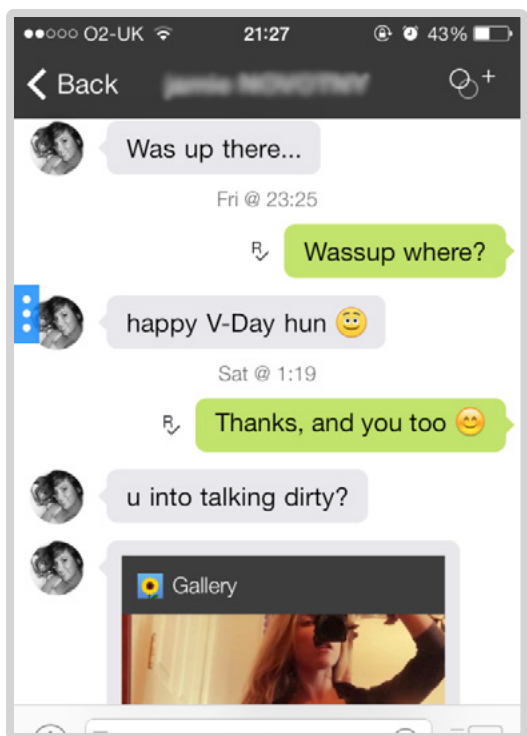 O2-UK 21:27 43%
Back
Was up there...
Fri @ 23:25
R Wassup where?
happy V-Day hun
Sat @ 1:19
R Thanks, and you too
u into talking dirty?
Gallery